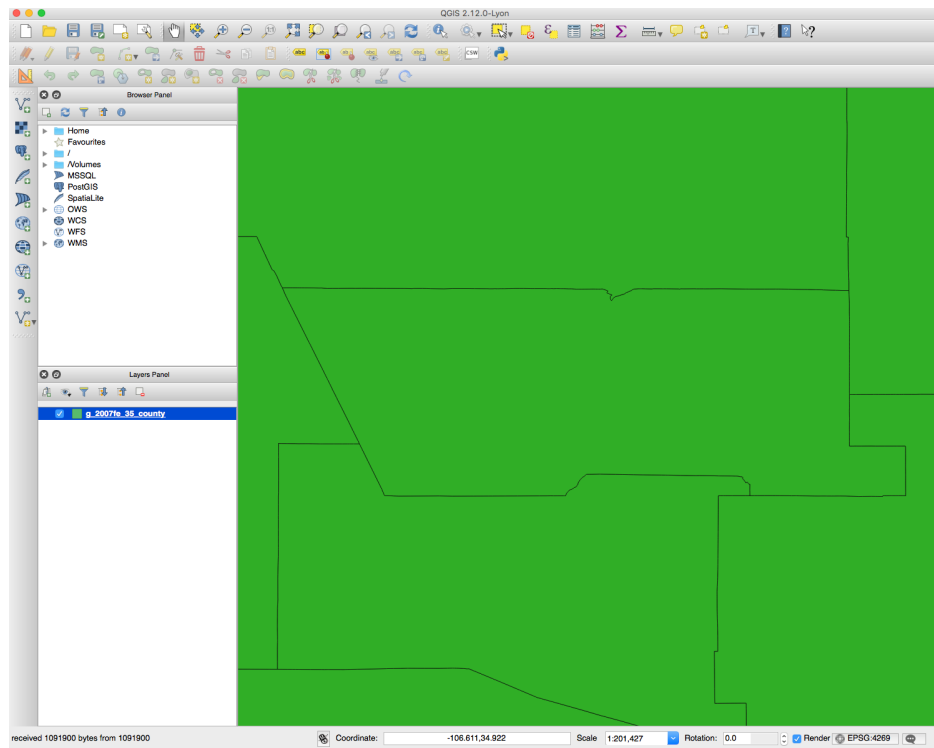 QGIS 2.12.0-Lyon
Browser Panel
Home
Favourites
/
/Volumes
MSSQL
PostGIS
SpatiaLite
OWS
WCS
WFS
WMS
Layers Panel
g_2007fe_35_county
received 1091900 bytes from 1091900
Coordinate: -106.611,34.922 Scale 1:201,427 Rotation: 0.0 Render EPSG:4269